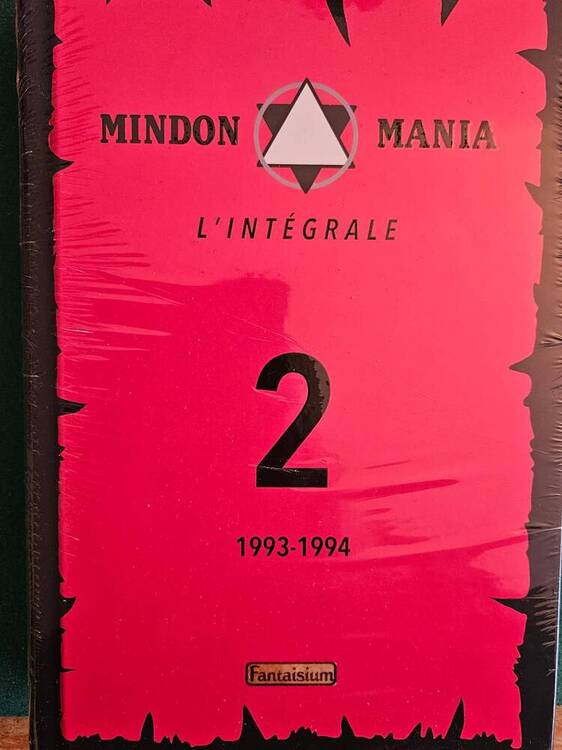 MINDON MANIA
L'INTÉGRALE
2
1993-1994
Fantaisium